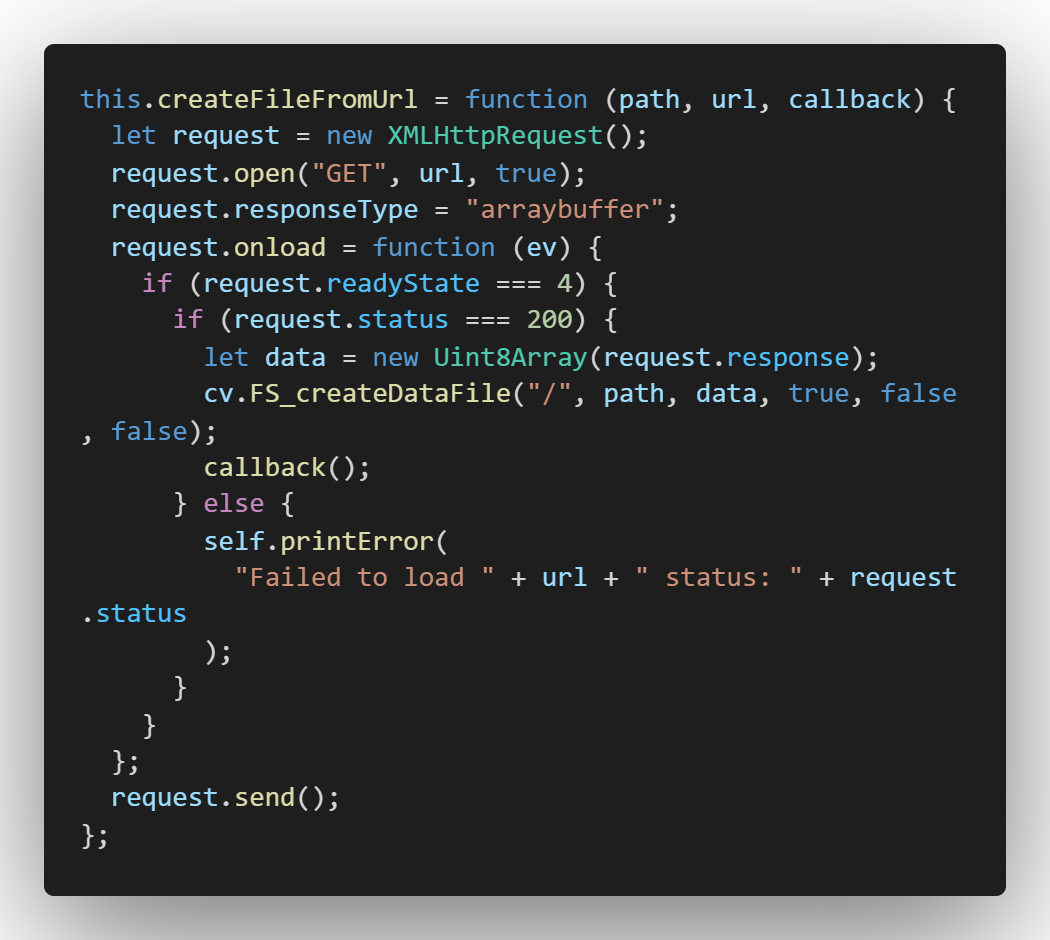 this.createFileFromUrl = function (path, url, callback) {
  let request = new XMLHttpRequest();
  request.open("GET", url, true);
  request.responseType = "arraybuffer";
  request.onload = function (ev) {
    if (request.readyState === 4) {
      if (request.status === 200) {
        let data = new Uint8Array(request.response);
        cv.FS_createDataFile("/", path, data, true, false
, false);
        callback();
      } else {
        self.printError(
          "Failed to load " + url + " status: " + request
.status
        );
      }
    }
  };
  request.send();
};